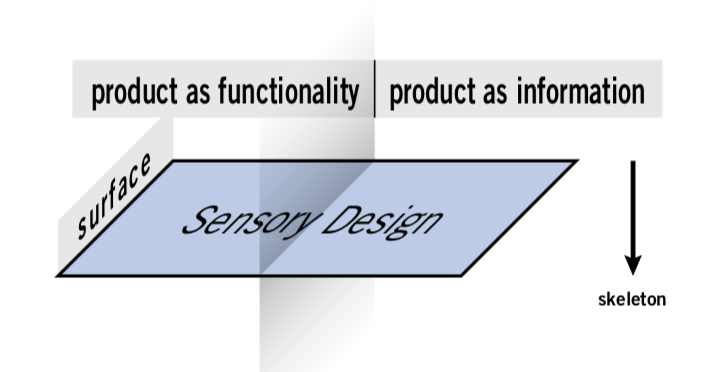 product as functionality
product as information
surface
Sensory Design
skeleton